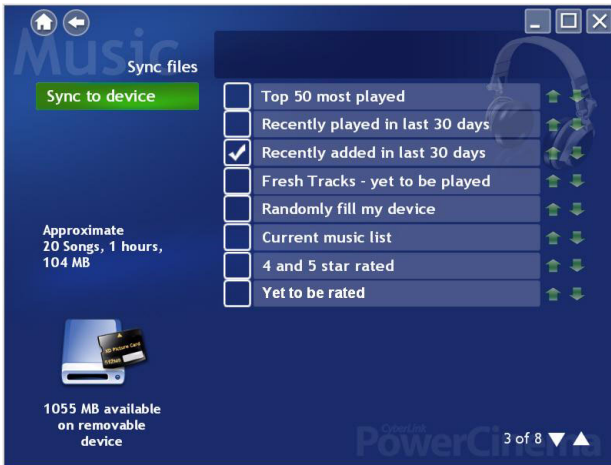 Music
Sync files
Sync to device
Top 50 most played
Recently played in last 30 days
Recently added in last 30 days
Fresh Tracks - yet to be played
Randomly fill my device
Current music list
4 and 5 star rated
Yet to be rated
Approximate
20 Songs, 1 hours,
104 MB
Picture Card
512MB
1055 MB available
on removable
device
CyberLink
PowerCinema
3 of 8